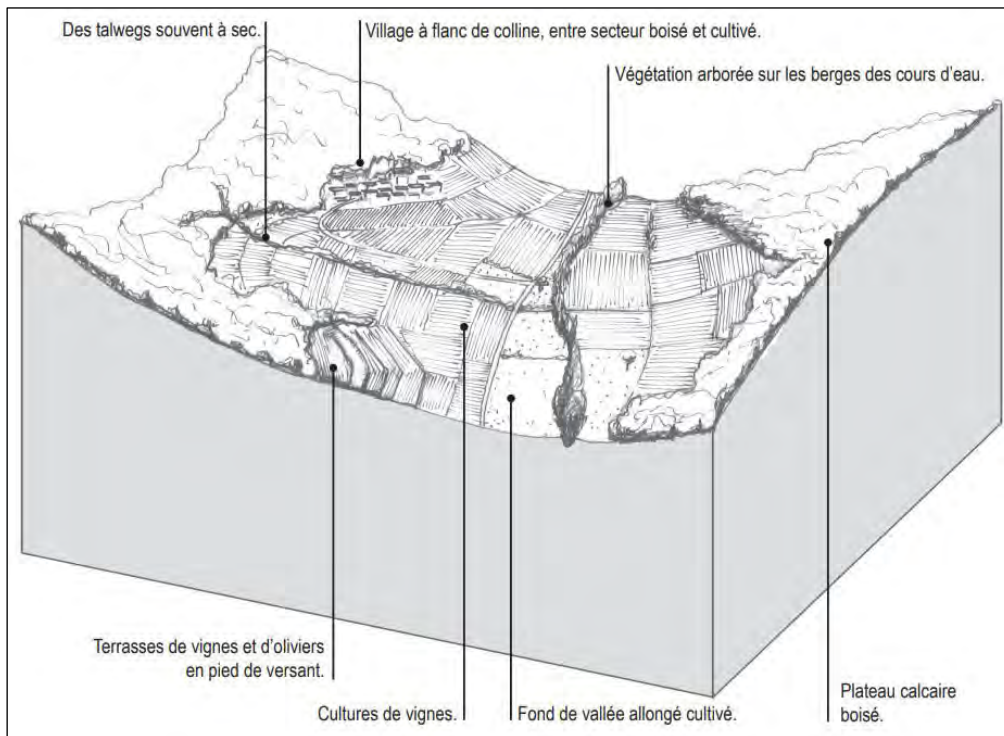 Des talwegs souvent à sec.
Village à flanc de colline, entre secteur boisé et cultivé.
Végétation arborée sur les berges des cours d'eau.
Terrasses de vignes et d'oliviers
en pied de versant.
Cultures de vignes.
Fond de vallée allongé cultivé.
Plateau calcaire
boisé.